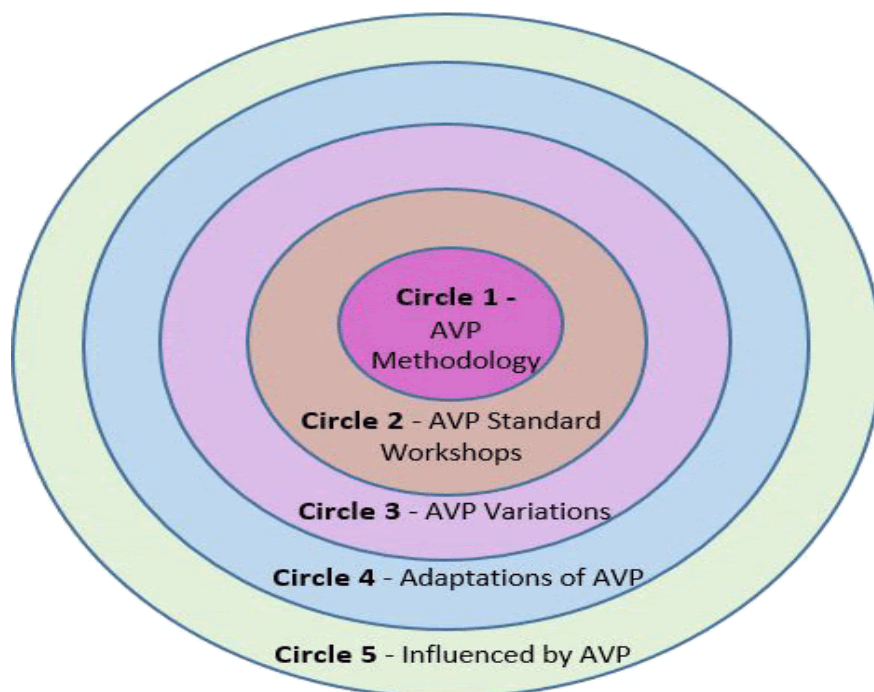 Circle 1 -
AVP
Methodology
Circle 2 - AVP Standard
Workshops
Circle 3 - AVP Variations
Circle 4 - Adaptations of AVP
Circle 5 - Influenced by AVP